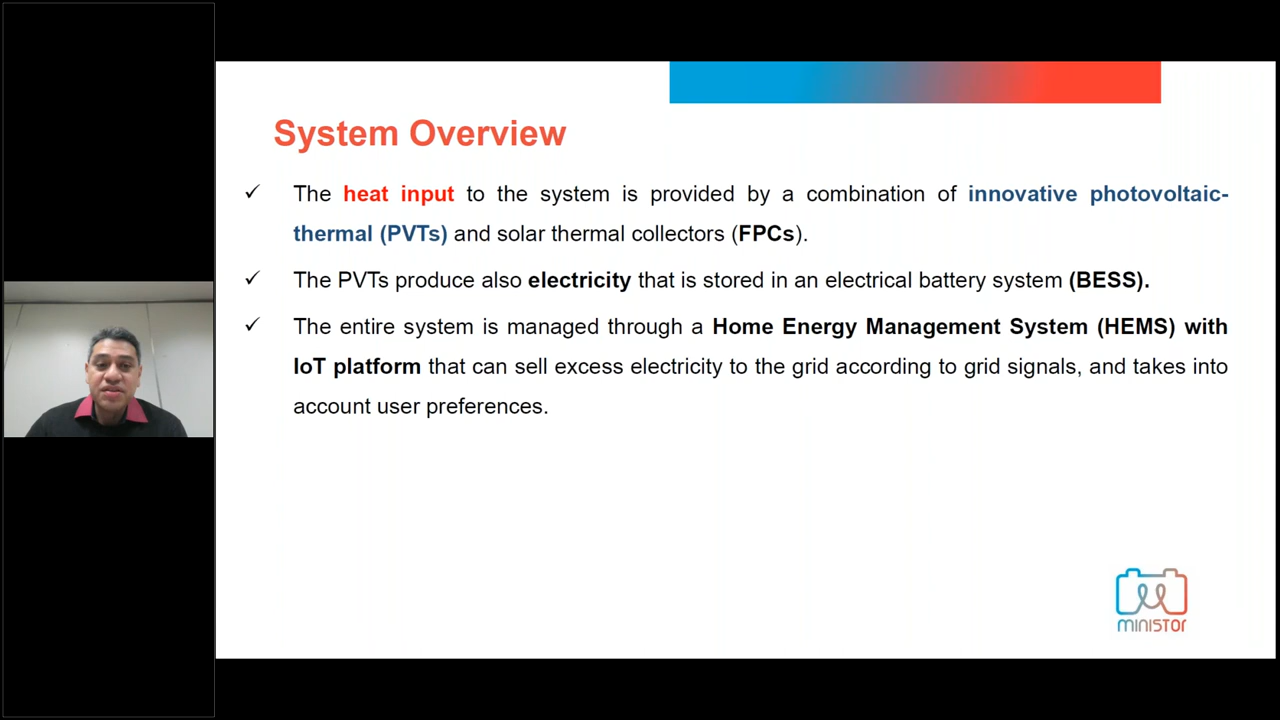 System Overview
✓ The heat input to the system is provided by a combination of innovative photovoltaic-
thermal (PVTs) and solar thermal collectors (FPCs).
✓ The PVTs produce also electricity that is stored in an electrical battery system (BESS).
✓ The entire system is managed through a Home Energy Management System (HEMS) with
IoT platform that can sell excess electricity to the grid according to grid signals, and takes into
account user preferences.
MINISTOR